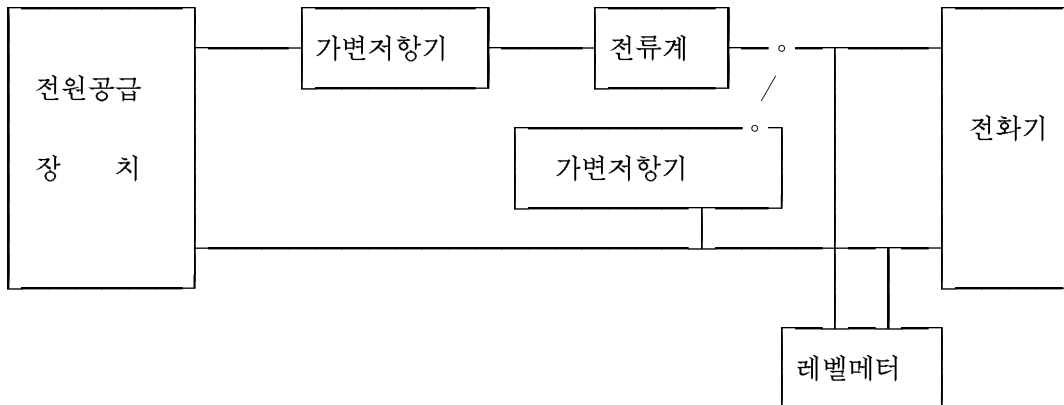 가변저항기
전류계
전원공급
장 치
전화기
가변저항기
레벨메터